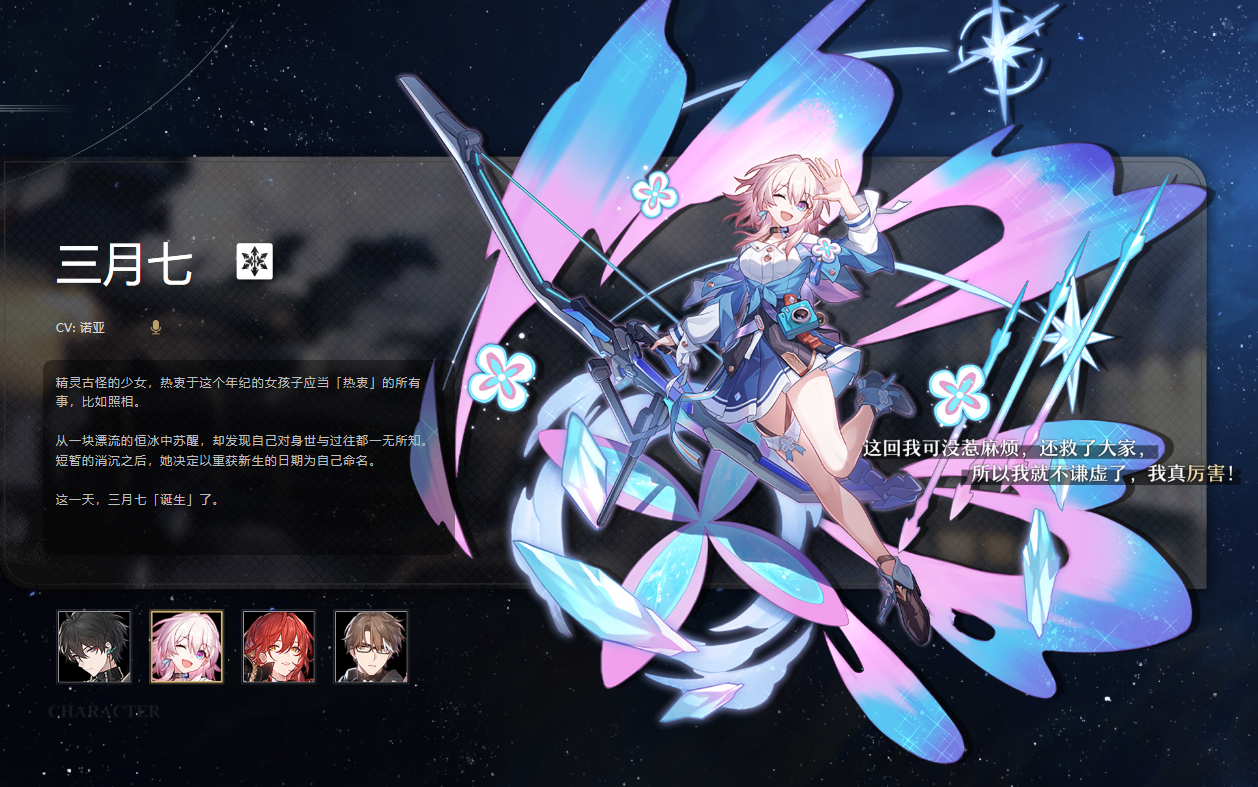 三月七
CV: 诺亚
精灵古怪的少女，热衷于这个年纪的女孩子应当「热衷」的所有
事，比如照相。
从一块漂流的恒冰中苏醒，却发现自己对身世与过往都一无所知。
短暂的消沉之后，她决定以重获新生的日期为自己命名。
这一天，三月七「诞生」了。
这回我可没惹麻烦，还救了大家，
所以我就不谦虚了，我真厉害！
CHARACTER